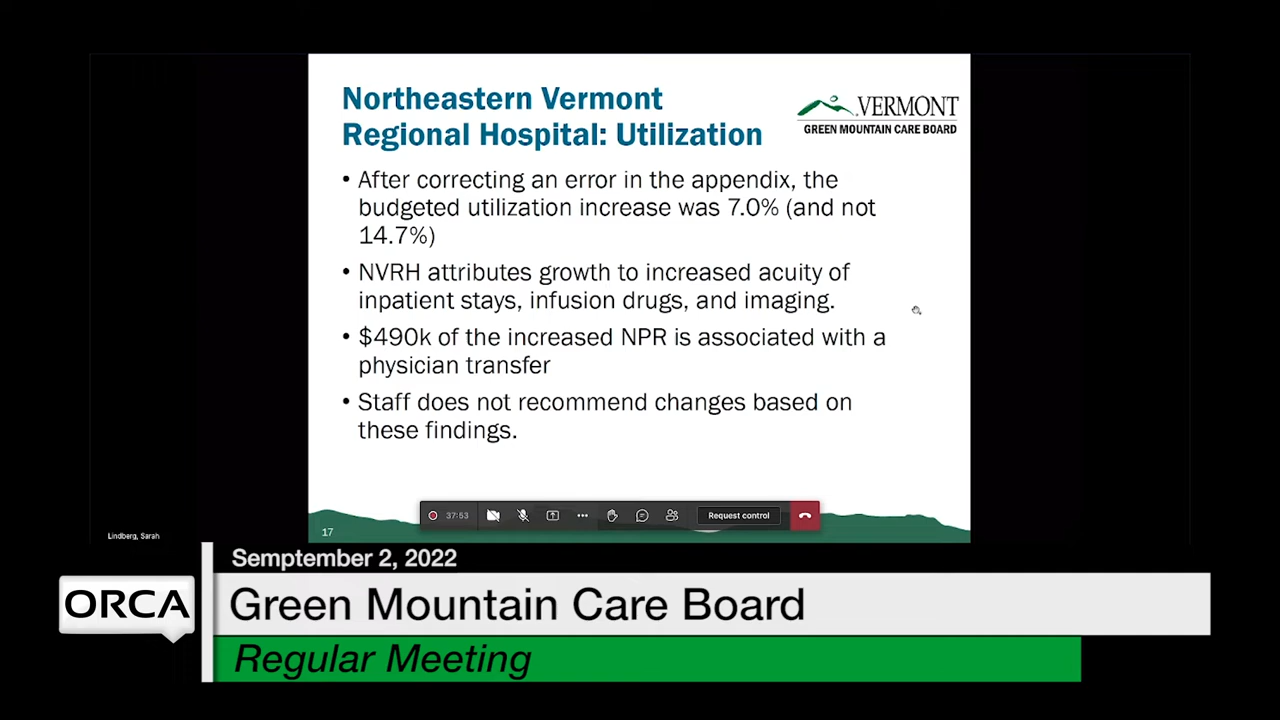 Northeastern Vermont
Regional Hospital: Utilization
VERMONT
GREEN MOUNTAIN CARE BOARD
• After correcting an error in the appendix, the
budgeted utilization increase was 7.0% (and not
14.7%)
• NVRH attributes growth to increased acuity of
inpatient stays, infusion drugs, and imaging.
• $490k of the increased NPR is associated with a
physician transfer
• Staff does not recommend changes based on
these findings.
37:53
Request control
17
Lindberg, Sarah
Semptember 2, 2022
ORCA
Green Mountain Care Board
Regular Meeting